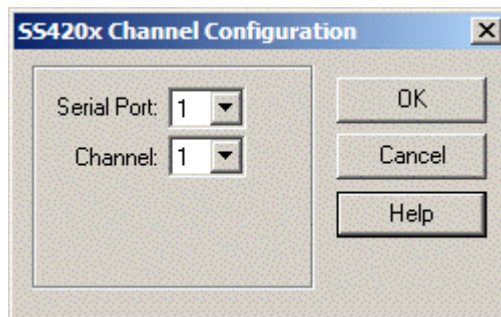 SS420x Channel Configuration
Serial Port: 1
Channel: 1
OK
Cancel
Help